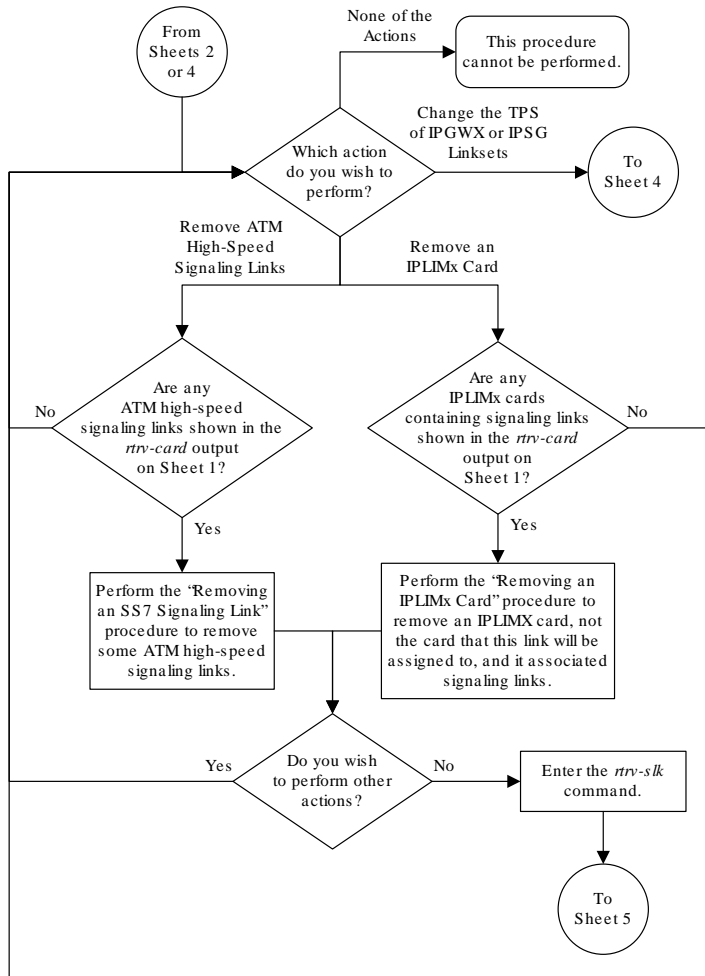 From
Sheets 2
or 4
None of the
Actions
This procedure
cannot be performed.
Which action
do you wish to
perform?
Change the TPS
of IPGWX or IPSG
Linksets
To
Sheet 4
Remove ATM
High-Speed
Signaling Links
Remove an
IPLIMx Card
No
Are any
ATM high-speed
signaling links shown in the
rtrv-card output
on Sheet 1?
Are any
IPLIMx cards
containing signaling links
shown in the rtrv-card
output on
Sheet 1?
No
Yes
Yes
Perform the “Removing
an SS7 Signaling Link”
procedure to remove
some ATM high-speed
signaling links.
Perform the “Removing an
IPLIMx Card” procedure to
remove an IPLIMX card, not
the card that this link will be
assigned to, and it associated
signaling links.
Yes
Do you wish
to perform other
actions?
No
Enter the rtrv-slk
command.
To
Sheet 5